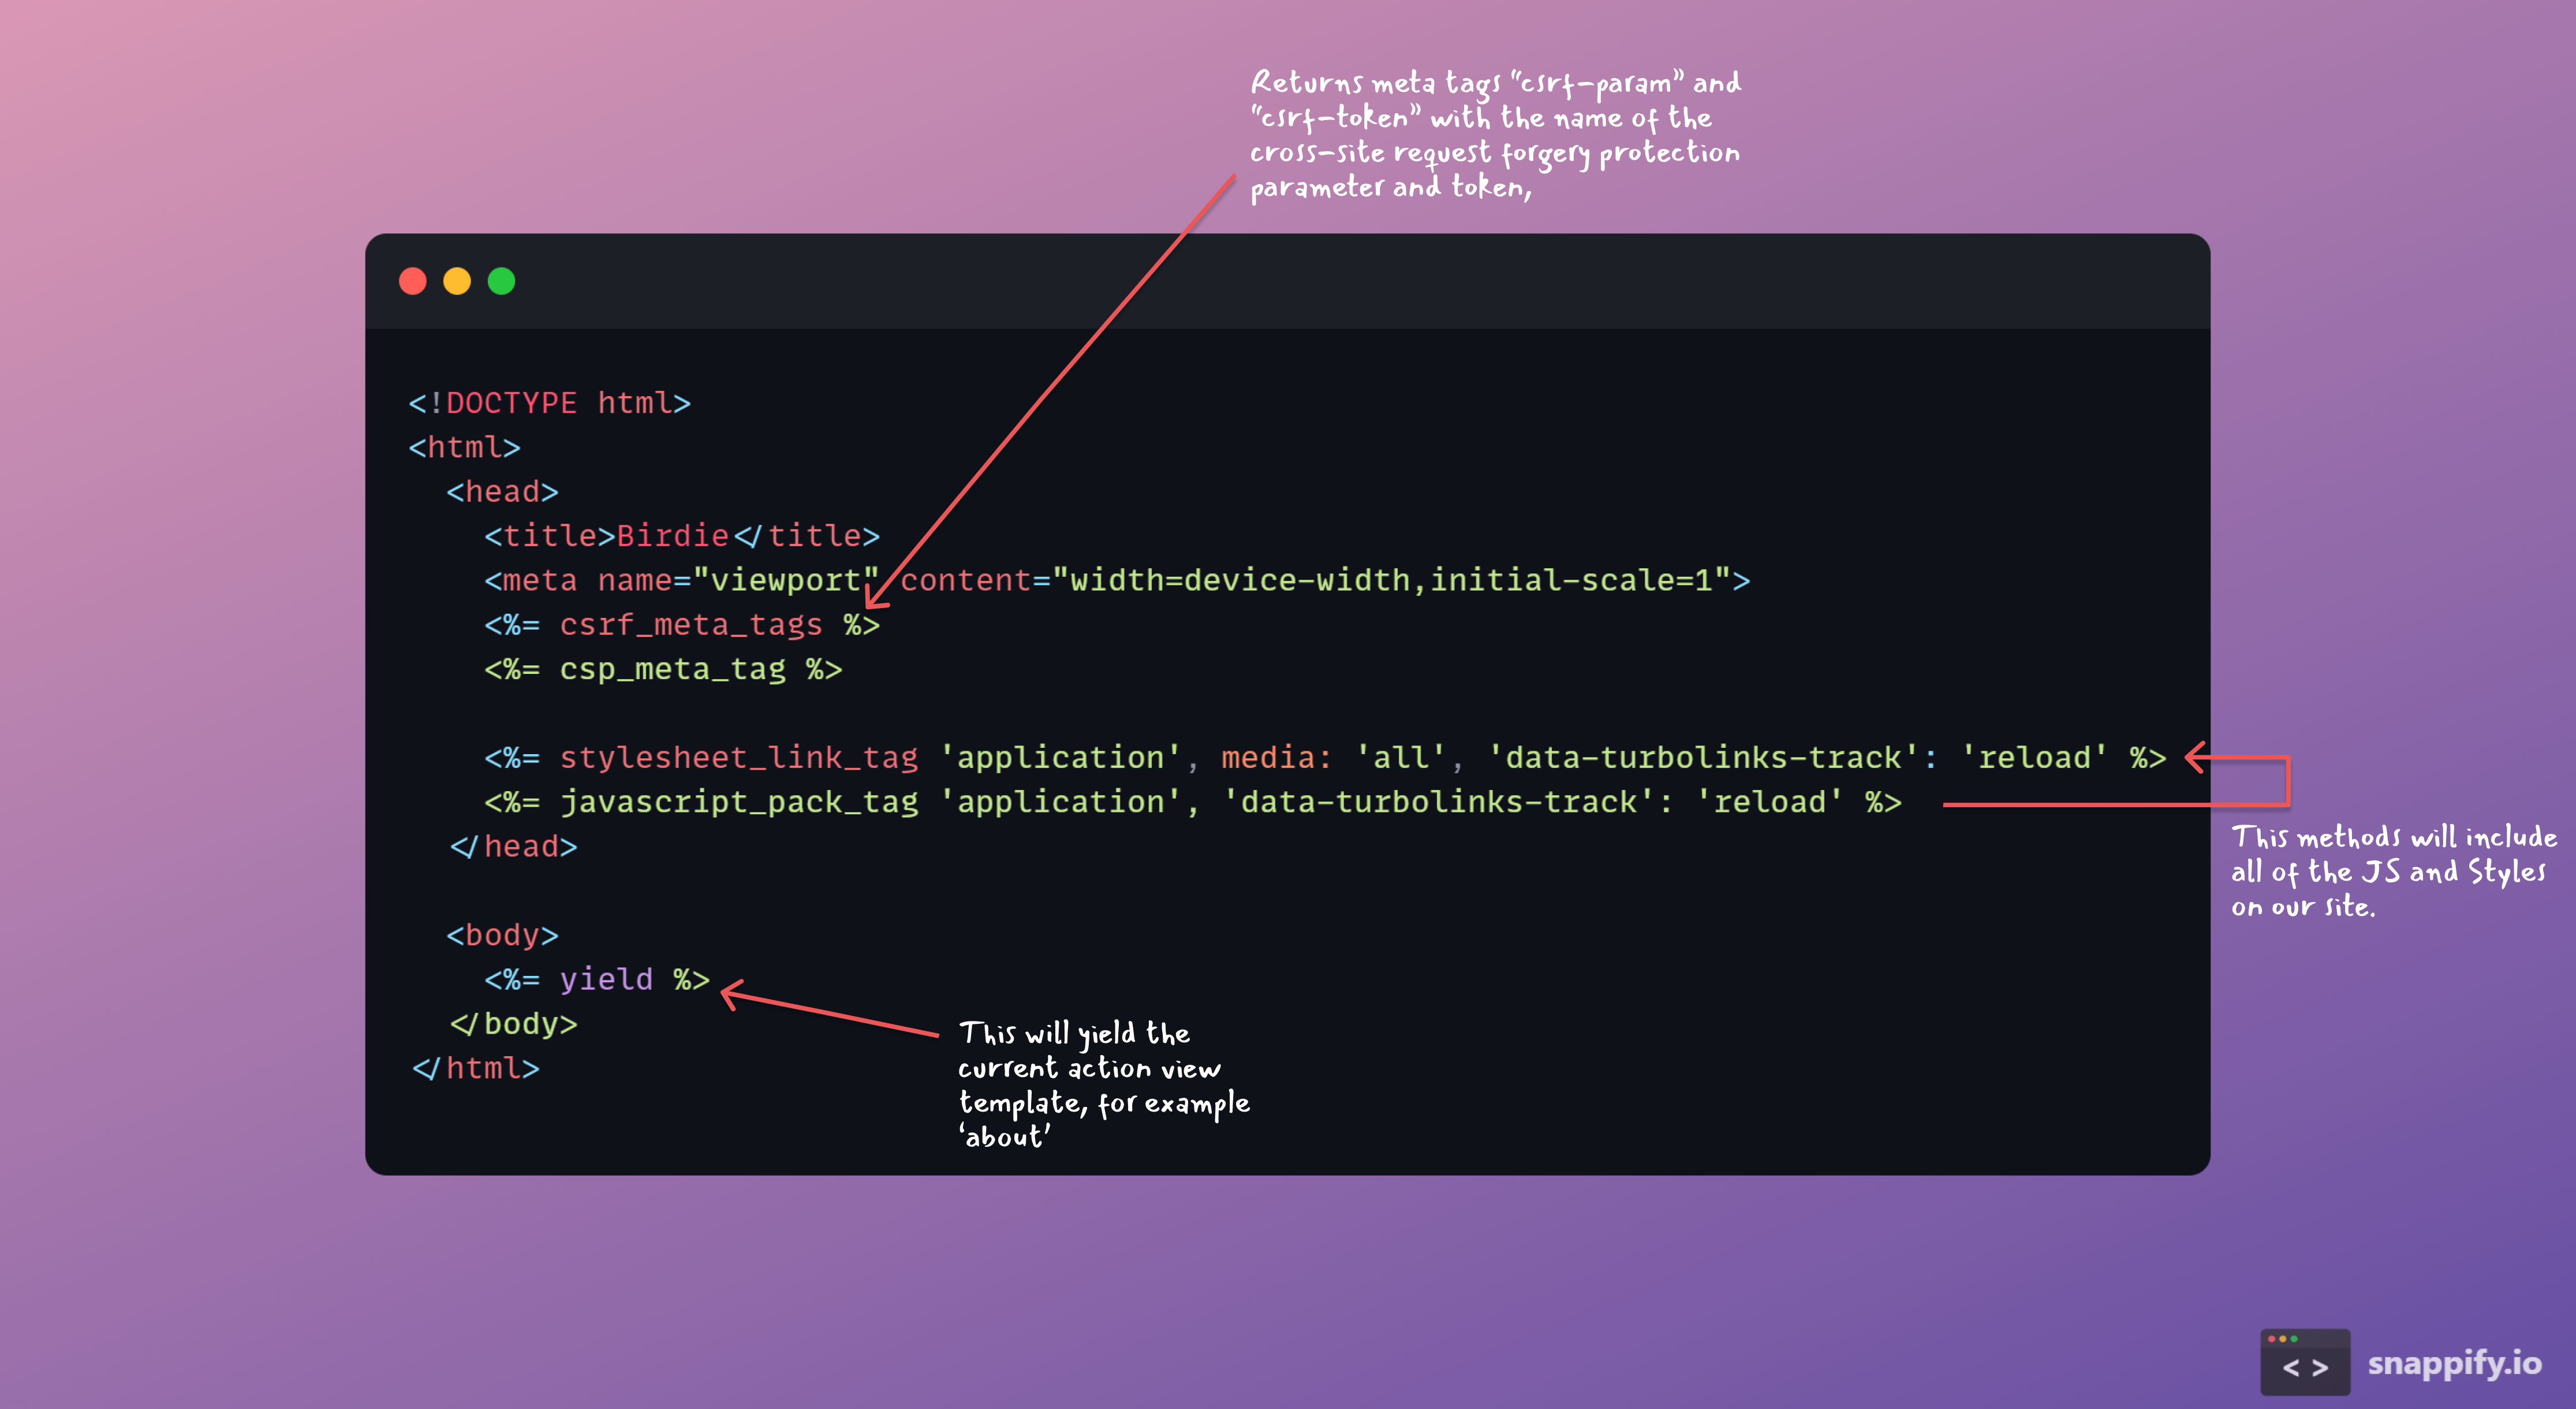 Returns meta tags “csrf-param” and
“csrf-token” with the name of the
cross-site request forgery protection
parameter and token,
<!DOCTYPE html>
<html>
  <head>
    <title>Birdie</title>
    <meta name="viewport" content="width=device-width,initial-scale=1">
    <%= csrf_meta_tags %>
    <%= csp_meta_tag %>
    <%= stylesheet_link_tag 'application', media: 'all', 'data-turbolinks-track': 'reload' %>
    <%= javascript_pack_tag 'application', 'data-turbolinks-track': 'reload' %>
  </head>
This methods will include
all of the JS and Styles
on our site.
  <body>
    <%= yield %>
  </body>
</html>
This will yield the
current action view
template, for example
‘about’
< > snappify.io